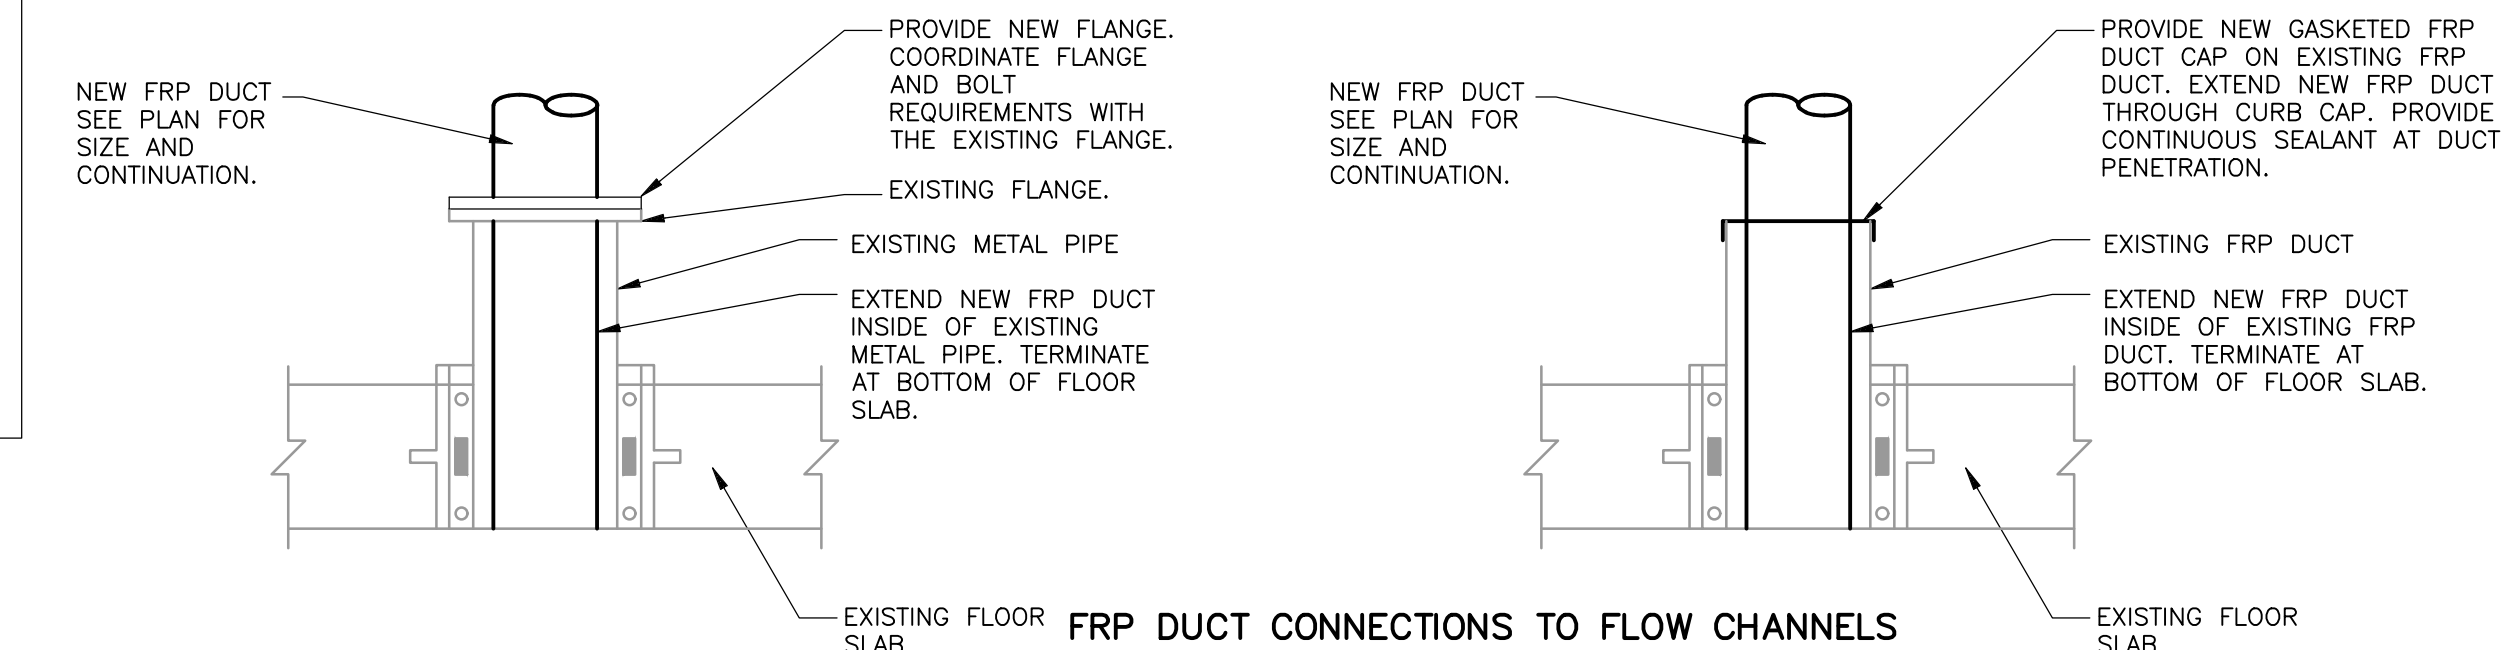 NEW FRP DUCT
SEE PLAN FOR
SIZE AND
CONTINUATION.
PROVIDE NEW FLANGE.
COORDINATE FLANGE
AND BOLT
REQUIREMENTS WITH
THE EXISTING FLANGE.
EXISTING FLANGE.
EXISTING METAL PIPE
EXTEND NEW FRP DUCT
INSIDE OF EXISTING
METAL PIPE. TERMINATE
AT BOTTOM OF FLOOR
SLAB.
EXISTING FLOOR
SLAB
NEW FRP DUCT
SEE PLAN FOR
SIZE AND
CONTINUATION.
PROVIDE NEW GASKETED FRP
DUCT CAP ON EXISTING FRP
DUCT. EXTEND NEW FRP DUCT
THROUGH CURB CAP. PROVIDE
CONTINUOUS SEALANT AT DUCT
PENETRATION.
EXISTING FRP DUCT
EXTEND NEW FRP DUCT
INSIDE OF EXISTING FRP
DUCT. TERMINATE AT
BOTTOM OF FLOOR SLAB.
EXISTING FLOOR
SLAB
FRP DUCT CONNECTIONS TO FLOW CHANNELS